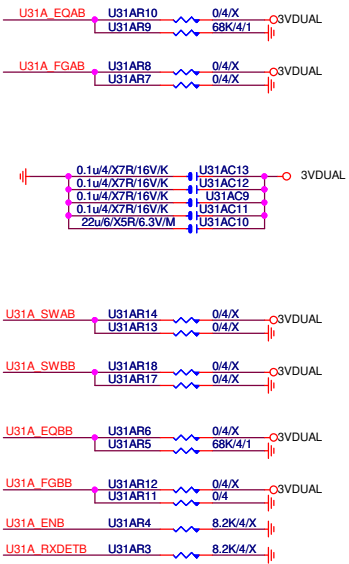 U31A_EQAB U31AR10 0/4/X 3VDUAL
U31AR9 68K/4/1
U31A_FGAB U31AR8 0/4/X 3VDUAL
U31AR7 0/4/X
0.1u/4/X7R/16V/K U31AC13 3VDUAL
0.1u/4/X7R/16V/K U31AC12
0.1u/4/X7R/16V/K U31AC9
0.1u/4/X7R/16V/K U31AC11
22u/6/X5R/6.3V/M U31AC10
U31A_SWAB U31AR14 0/4/X 3VDUAL
U31AR13 0/4/X
U31A_SWBB U31AR18 0/4/X 3VDUAL
U31AR17 0/4/X
U31A_EQBB U31AR6 0/4/X 3VDUAL
U31AR5 68K/4/1
U31A_FGBB U31AR12 0/4/X 3VDUAL
U31AR11 0/4
U31A_ENB U31AR4 8.2K/4/X
U31A_RXDETB U31AR3 8.2K/4/X